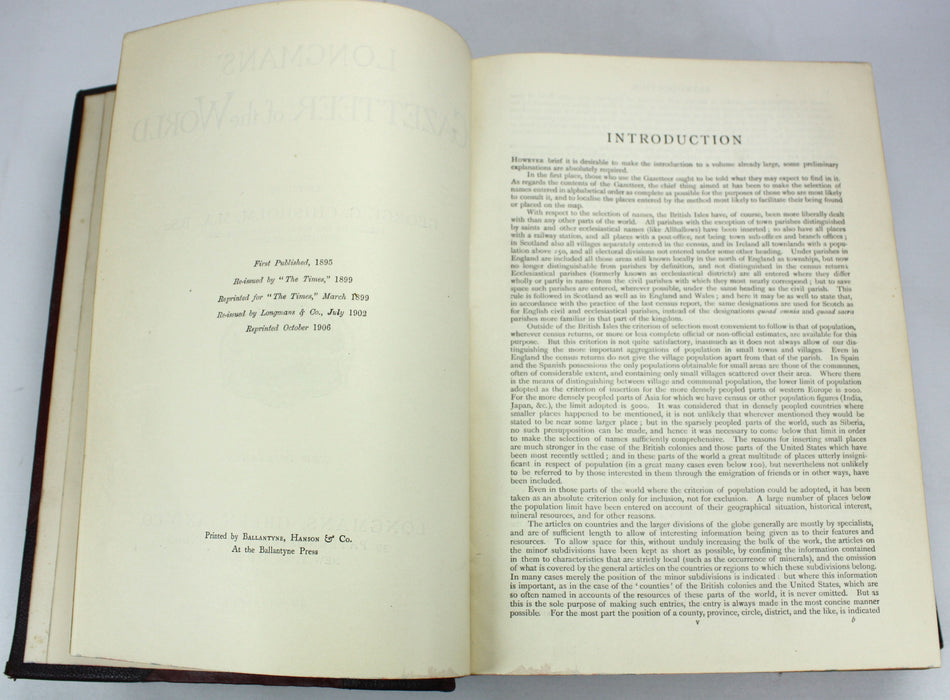 First Published, 1895
Re-issued by "The Times," 1899
Reprinted for "The Times," March 1899
Re-issued by Longmans & Co., July 1902
Reprinted October 1906
Printed by BALLANTYNE, HANSON & Co.
At the Ballantyne Press
INTRODUCTION
HOWEVER brief it is desirable to make the introduction to a volume already large, some preliminary
explanations are absolutely required.
In the first place, those who use the Gazetteer ought to be told what they may expect to find in it.
As regards the contents of the Gazetteer, the chief thing aimed at has been to make the selection of
names entered in alphabetical order as complete as possible for the purposes of those who are most likely
to consult it, and to localise the places entered by the method most likely to facilitate their being found
or placed on the map.
With respect to the selection of names, the British Isles have, of course, been more liberally dealt
with than any other parts of the world. All parishes with the exception of town parishes distinguished
by saints and other ecclesiastical names (like Allhallows) have been inserted; so also have all places
with a railway station, and all places with a post-office, not being town sub-offices and branch offices;
in Scotland also all villages separately entered in the census, and in Ireland all townlands with a popu-
lation above 250, and all electoral divisions not entered under some other heading. Under parishes in
England are included all those areas still known locally in the north of England as townships, but now
no longer distinguishable from parishes by definition, and not distinguished in the census returns.
Ecclesiastical parishes (formerly known as ecclesiastical districts) are all entered where they differ
wholly or partly in name from the civil parishes with which they most nearly correspond; but to save
space such parishes are entered, wherever possible, under the same heading as the civil parish. This
rule is followed in Scotland as well as in England and Wales; and here it may be as well to state that,
in accordance with the practice of the last census report, the same designations are used for Scotch as
for English civil and ecclesiastical parishes, instead of the designations quoad omnia and quoad sacra
parishes more familiar in that part of the kingdom.
Outside of the British Isles the criterion of selection most convenient to follow is that of population,
wherever census returns, or more or less complete official or non-official estimates, are available for this
purpose. But this criterion is not quite satisfactory, inasmuch as it does not always allow of our dis-
tinguishing the more important aggregations of population in small towns and villages. Even in
England the census returns do not give the village population apart from that of the parish. In Spain
and the Spanish possessions the only populations obtainable for small areas are those of the communes,
often of considerable extent, and containing only small villages scattered over their area. Where there
is the means of distinguishing between village and communal population, the lower limit of population
adopted as the criterion of insertion for the more densely peopled parts of western Europe is 2000.
For the more densely peopled parts of Asia for which we have census or other population figures (India,
Japan, &c.), the limit adopted is 5000. It was considered that in densely peopled countries where
smaller places happened to be mentioned, it is not unlikely that wherever mentioned they would be
stated to be near some larger place; but in the sparsely peopled parts of the world, such as Siberia,
no such presupposition can be made, and hence it was necessary to come below that limit in order
to make the selection of names sufficiently comprehensive. The reasons for inserting small places
are much stronger in the case of the British colonies and those parts of the United States which have
been most recently settled; and in these parts of the world a great multitude of places utterly insigni-
ficant in respect of population (in a great many cases even below 100), but nevertheless not unlikely
to be referred to by those interested in them through the emigration of friends or in other ways, have
been included.
Even in those parts of the world where the criterion of population could be adopted, it has been
taken as an absolute criterion only for inclusion, not for exclusion. A large number of places below
the population limit have been entered on account of their geographical situation, historical interest,
mineral resources, and for other reasons.
The articles on countries and the larger divisions of the globe generally are mostly by specialists,
and are of sufficient length to allow of interesting information being given as to their features and
resources. To allow space for this, without unduly increasing the bulk of the work, the articles on
the minor subdivisions have been kept as short as possible, by confining the information contained
in them to characteristics that are strictly local (such as the occurrence of minerals), and the omission
of what is covered by the general articles on the countries or regions to which these subdivisions belong.
In many cases merely the position of the minor subdivisions is indicated: but where this information
is important, as in the case of the 'counties' of the British colonies and the United States, which are
so often named in accounts of the resources of these parts of the world, it is never omitted. But as
this is the sole purpose of making such entries, the entry is always made in the most concise manner
possible. For the most part the position of a county, province, circle, district, and the like, is indicated
v b